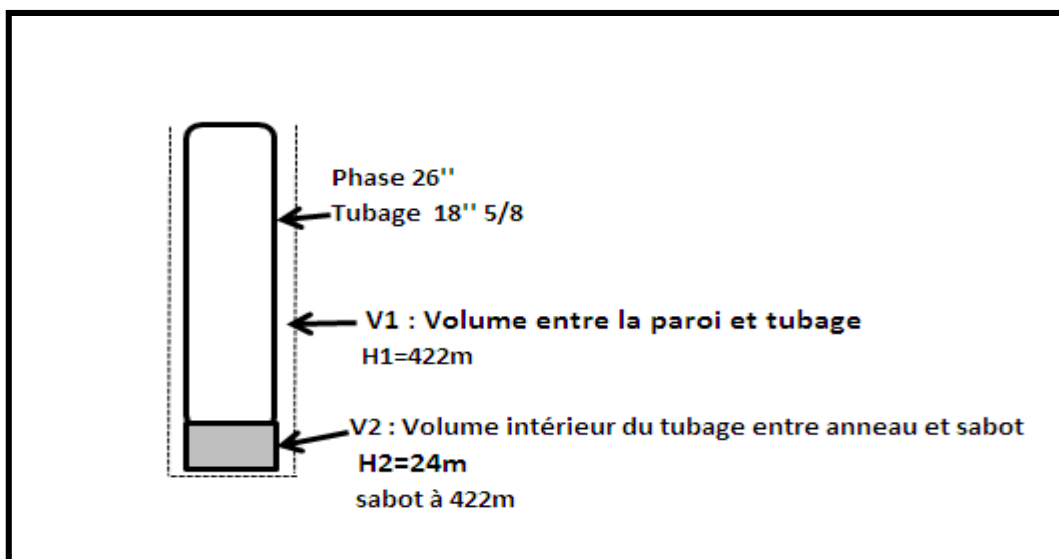 Phase 26''
Tubage 18'' 5/8
V1 : Volume entre la paroi et tubage
H1=422m
V2 : Volume intérieur du tubage entre anneau et sabot
H2=24m
sabot à 422m